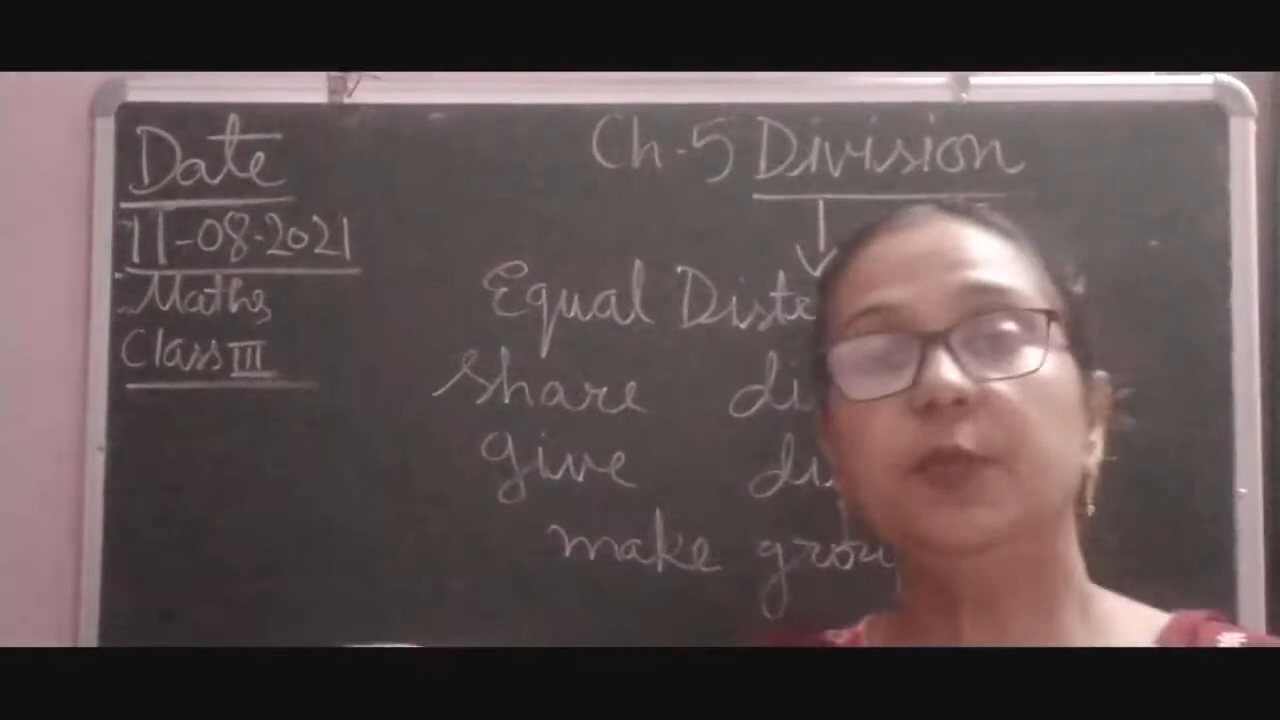 Date
11-08-2021
Maths
Class III
Ch-5 Division
Equal
share
give
make